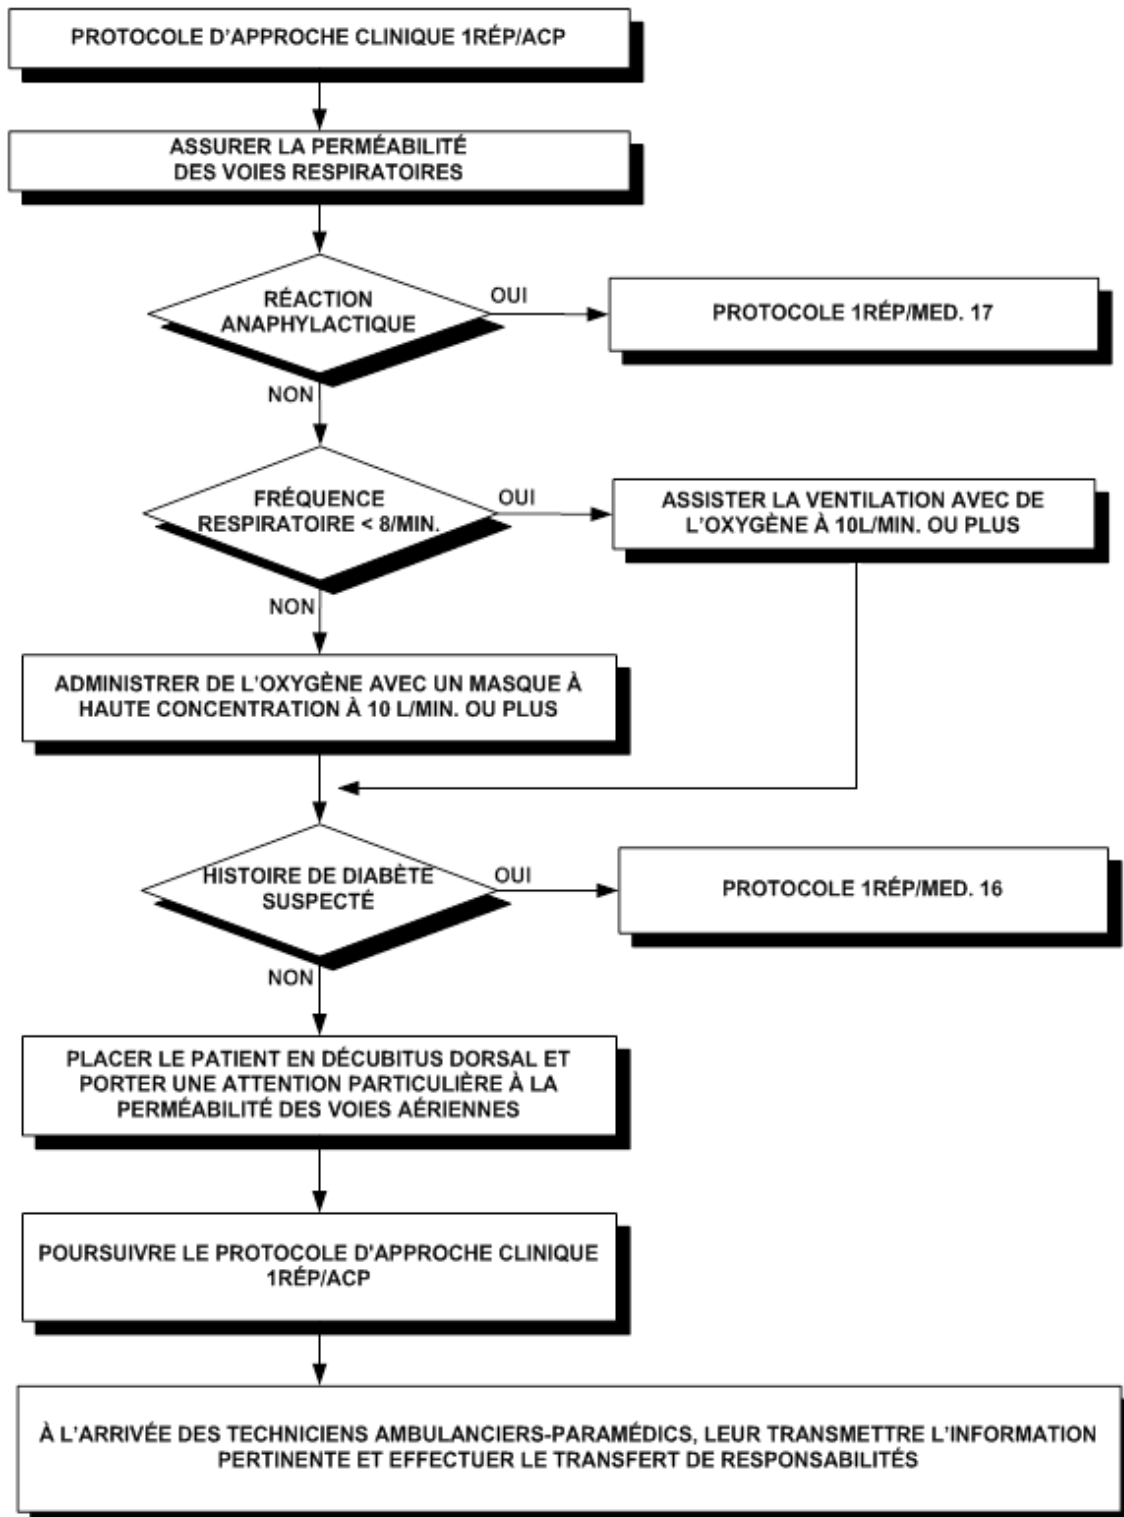 PROTOCOLE D'APPROCHE CLINIQUE 1RÉP/ACP
ASSURER LA PERMÉABILITÉ
DES VOIES RESPIRATOIRES
RÉACTION
ANAPHYLACTIQUE
OUI
PROTOCOLE 1RÉP/MED. 17
NON
FRÉQUENCE
RESPIRATOIRE < 8/MIN.
OUI
ASSISTER LA VENTILATION AVEC DE
L'OXYGÈNE À 10L/MIN. OU PLUS
NON
ADMINISTRER DE L'OXYGÈNE AVEC UN MASQUE À
HAUTE CONCENTRATION À 10 L/MIN. OU PLUS
HISTOIRE DE DIABÈTE
SUSPECTÉ
OUI
PROTOCOLE 1RÉP/MED. 16
NON
PLACER LE PATIENT EN DÉCUBITUS DORSAL ET
PORTER UNE ATTENTION PARTICULIÈRE À LA
PERMÉABILITÉ DES VOIES AÉRIENNES
POURSUIVRE LE PROTOCOLE D'APPROCHE CLINIQUE
1RÉP/ACP
À L'ARRIVÉE DES TECHNICIENS AMBULANCIERS-PARAMÉDICS, LEUR TRANSMETTRE L'INFORMATION
PERTINENTE ET EFFECTUER LE TRANSFERT DE RESPONSABILITÉS